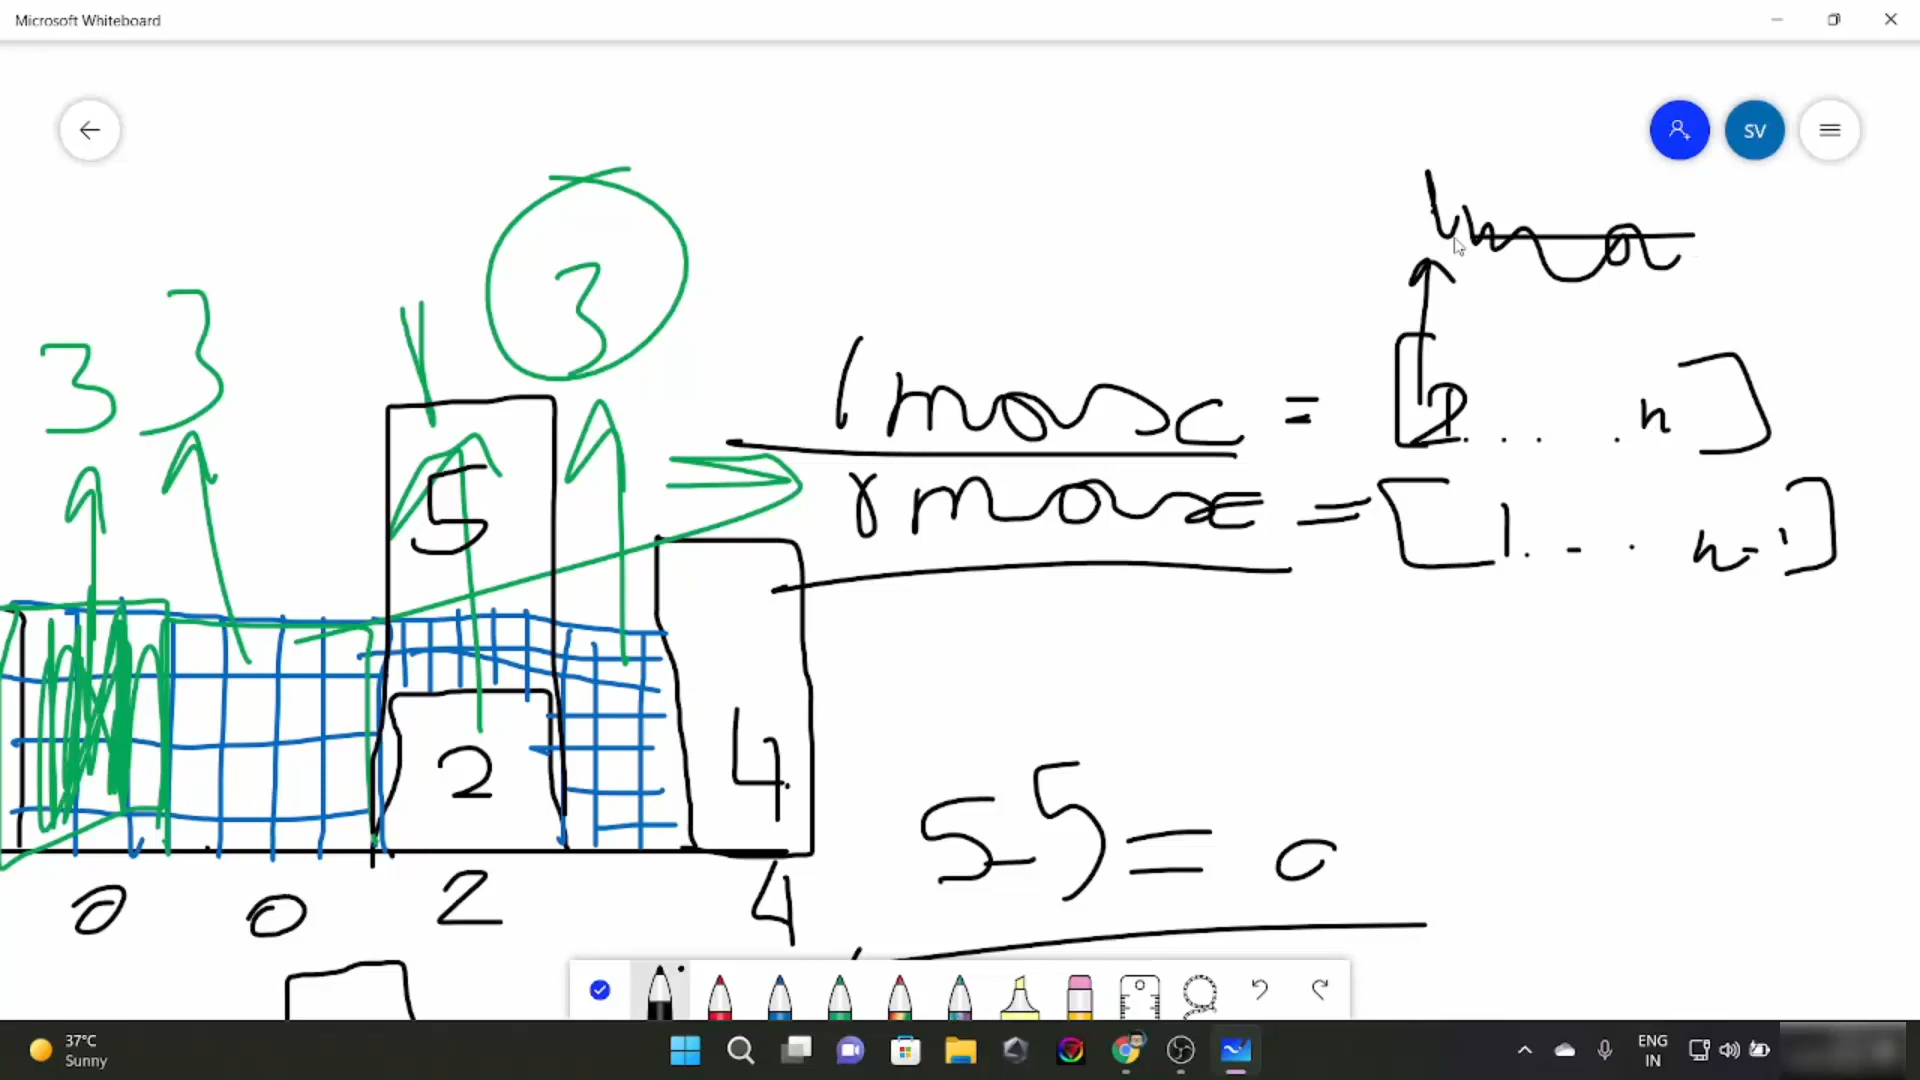 Microsoft Whiteboard
SV
3
3 3
5
lmax = [2. . . . n]
rmax = [1. - . n-1]
2
4
55 = 0
0 0 2 4
37°C
Sunny
ENG
IN